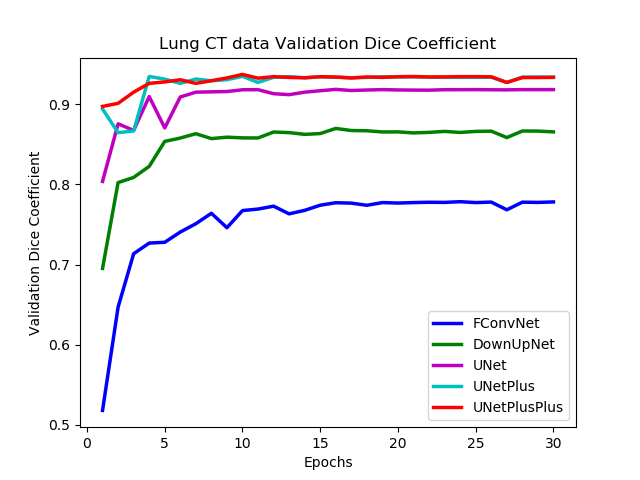 Lung CT data Validation Dice Coefficient
Validation Dice Coefficient
0.9
0.8
0.7
0.6
0.5
0
5
10
15
20
25
30
Epochs
FConvNet
DownUpNet
UNet
UNetPlus
UNetPlusPlus